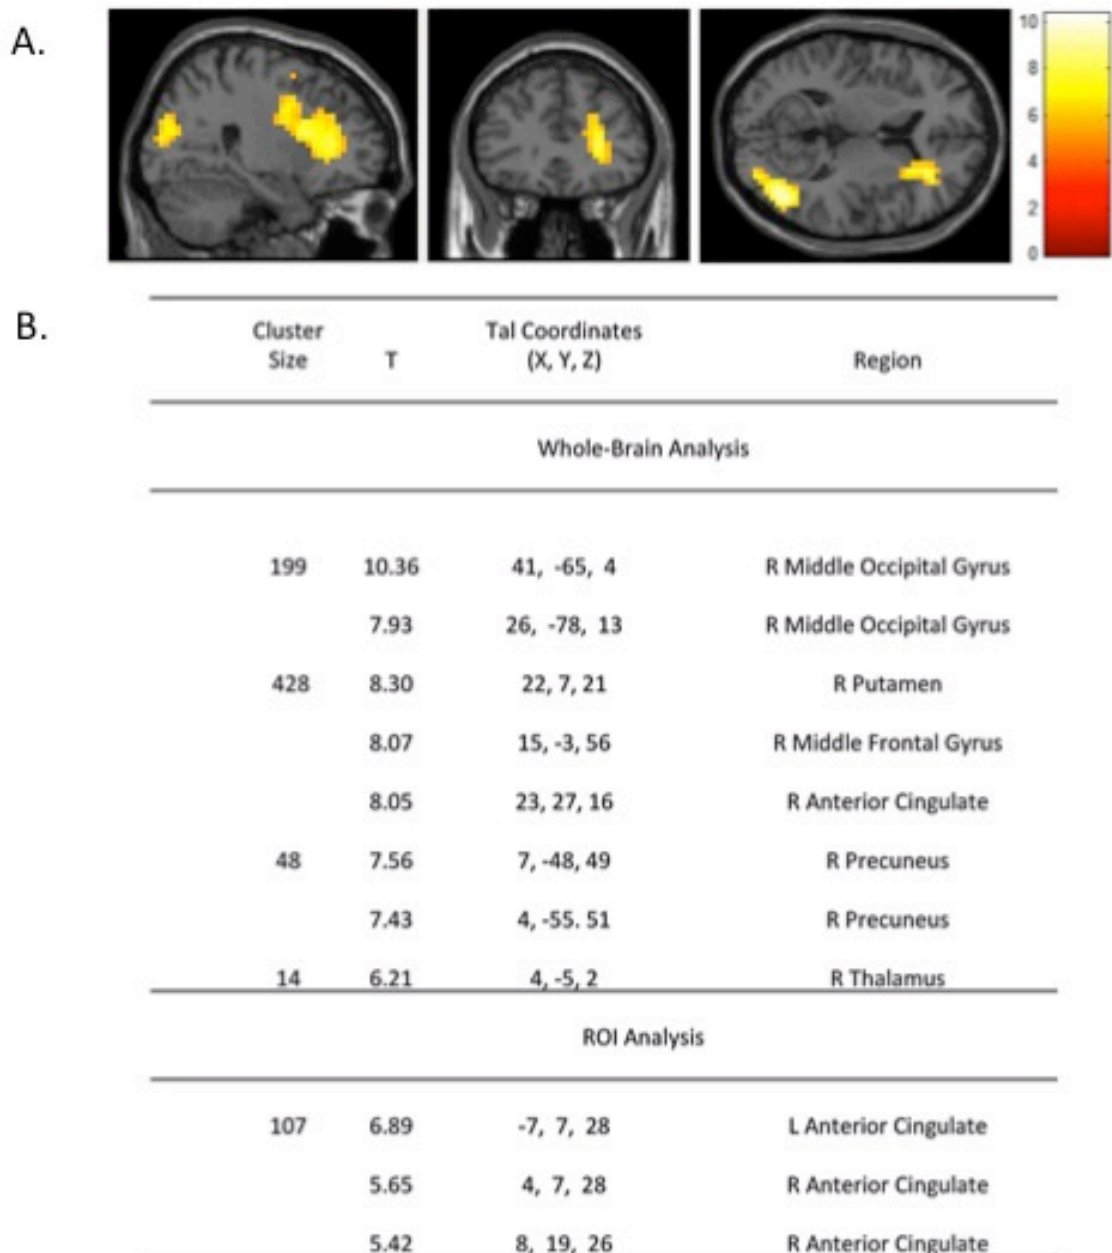 A.
10
8
6
4
2
0
B.
Cluster Size T Tal Coordinates (X, Y, Z) Region
Whole-Brain Analysis
199 10.36 41, -65, 4 R Middle Occipital Gyrus
7.93 26, -78, 13 R Middle Occipital Gyrus
428 8.30 22, 7, 21 R Putamen
8.07 15, -3, 56 R Middle Frontal Gyrus
8.05 23, 27, 16 R Anterior Cingulate
48 7.56 7, -48, 49 R Precuneus
7.43 4, -55. 51 R Precuneus
14 6.21 4, -5, 2 R Thalamus
ROI Analysis
107 6.89 -7, 7, 28 L Anterior Cingulate
5.65 4, 7, 28 R Anterior Cingulate
5.42 8, 19, 26 R Anterior Cingulate